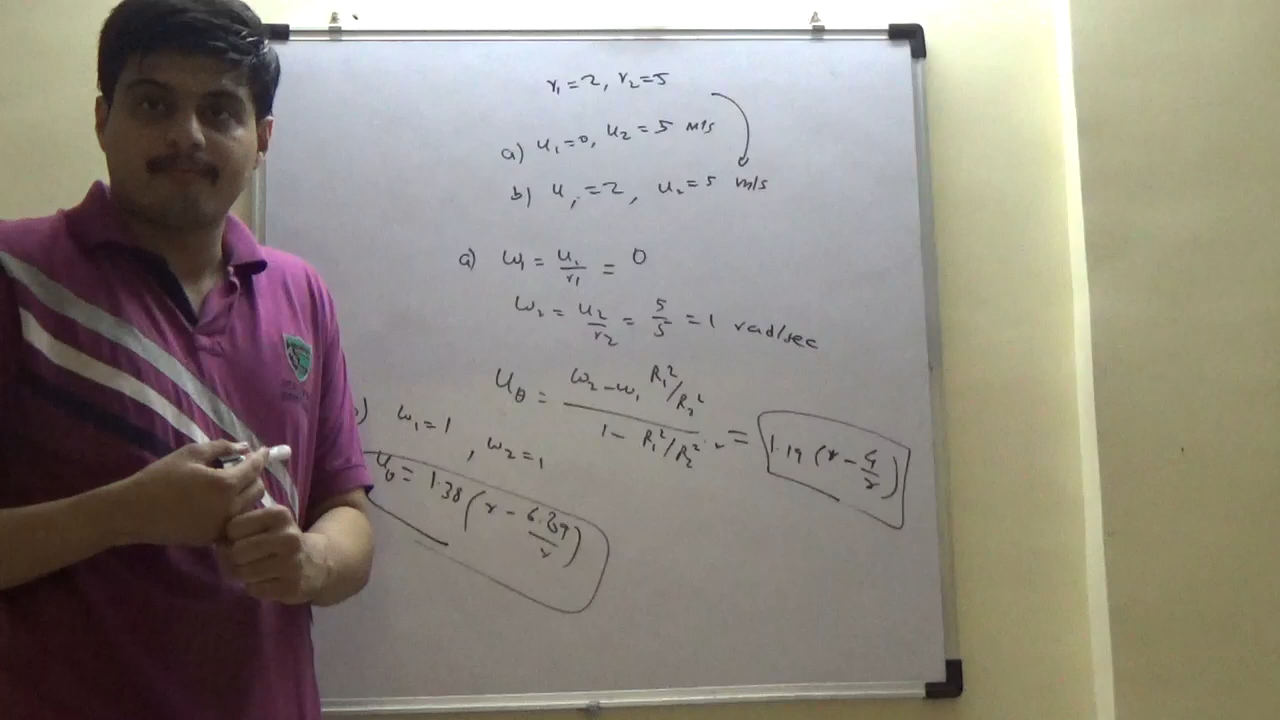 r₁ = 2, r₂ = 5
a) u₁ = 0, u₂ = 5 m/s
b) u₁ = 2, u₂ = 5 m/s
a) ω₁ = u₁/r₁ = 0
ω₂ = u₂/r₂ = 5/5 = 1 rad/sec
u_θ = (ω₂ - ω₁ R₁²/R₂²) / (1 - R₁²/R₂²) = 1.19 (r - 4/r)
) ω₁ = 1, ω₂ = 1
u_θ = 1.38 (r - 6.289/r)